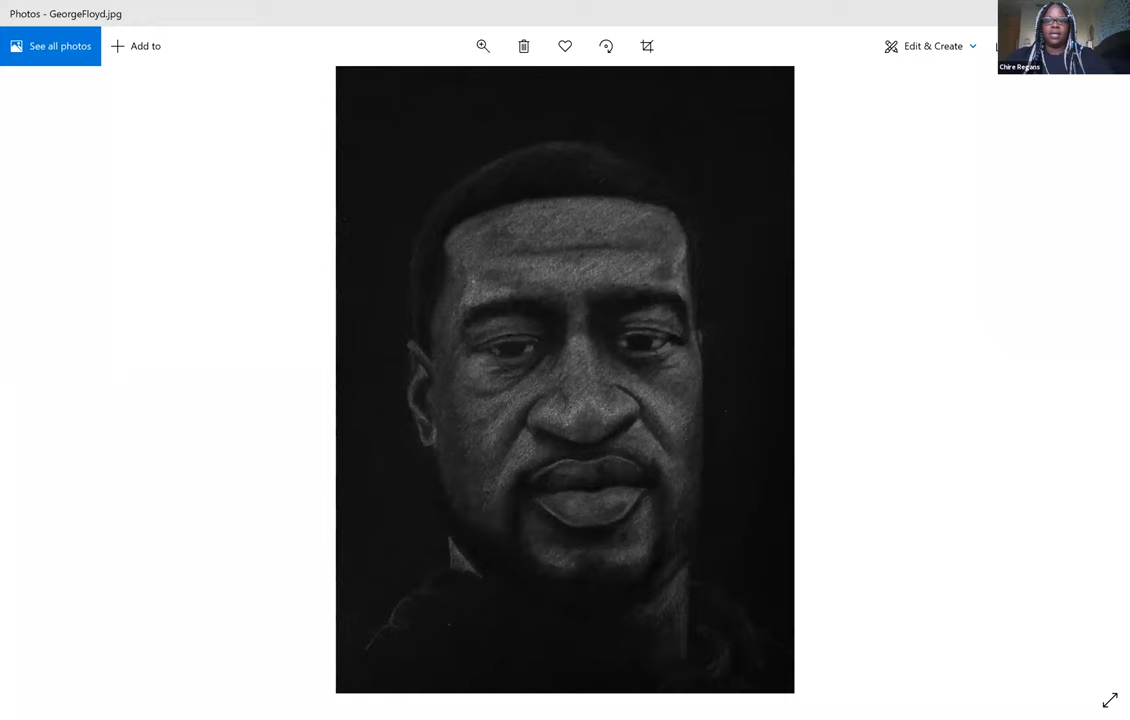 Photos - GeorgeFloyd.jpg
See all photos
Add to
Edit & Create
Chire Regans